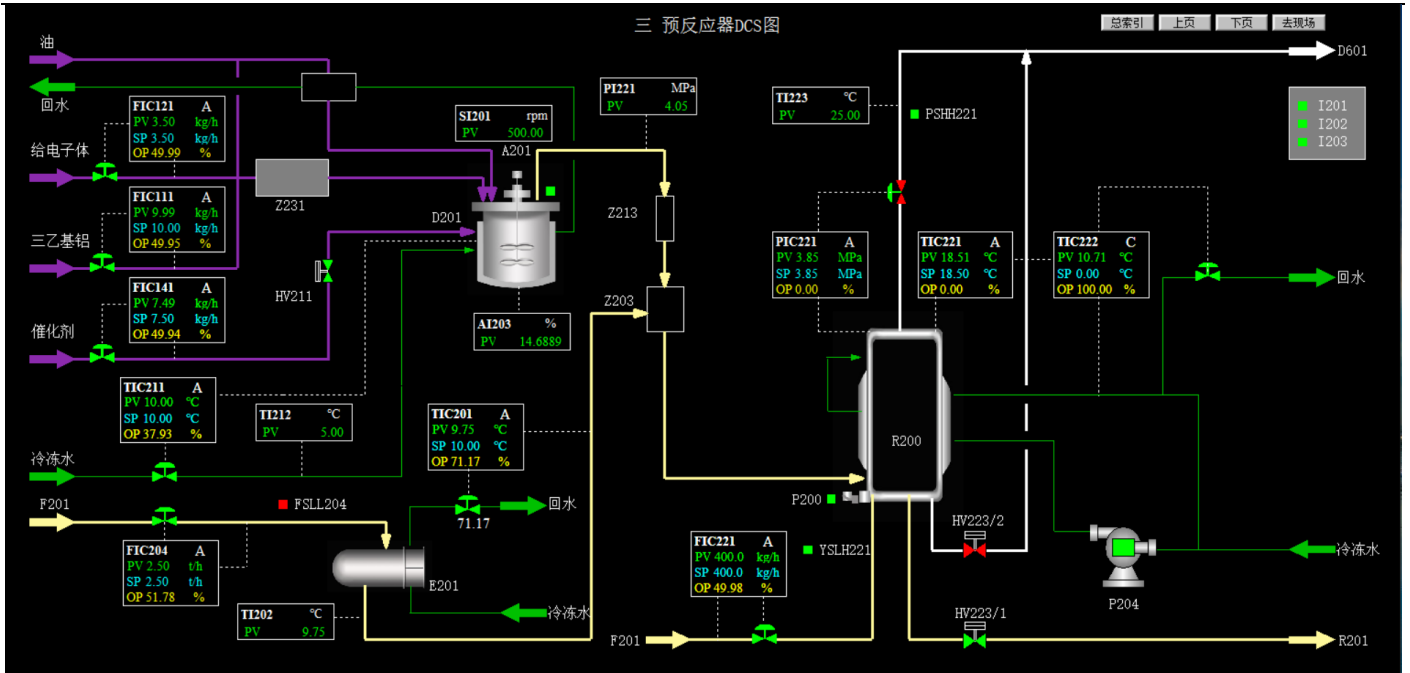 三 预反应器DCS图
总索引 上页 下页 去现场
油
回水
FIC121 A
PV 3.50 kg/h
SP 3.50 kg/h
OP 49.99 %
给电子体
Z231
FIC111 A
PV 9.99 kg/h
SP 10.00 kg/h
OP 49.95 %
三乙基铝
FIC141 A
PV 7.49 kg/h
SP 7.50 kg/h
OP 49.94 %
催化剂
HV211
D201
SI201 rpm
PV 500.00
A201
AI203 %
PV 14.6889
PI221 MPa
PV 4.05
Z213
Z203
TI223 ℃
PV 25.00
PSHH221
D601
I201
I202
I203
PIC221 A
PV 3.85 MPa
SP 3.85 MPa
OP 0.00 %
TIC221 A
PV 18.51 ℃
SP 18.50 ℃
OP 0.00 %
TIC222 C
PV 10.71 ℃
SP 0.00 ℃
OP 100.00 %
回水
TIC211 A
PV 10.00 ℃
SP 10.00 ℃
OP 37.93 %
TI212 ℃
PV 5.00
TIC201 A
PV 9.75 ℃
SP 10.00 ℃
OP 71.17 %
冷冻水
R200
F201
FSLL204
71.17
回水
P200
FIC204 A
PV 2.50 t/h
SP 2.50 t/h
OP 51.78 %
E201
TI202 ℃
PV 9.75
冷冻水
FIC221 A
PV 400.0 kg/h
SP 400.0 kg/h
OP 49.98 %
YSLH221
HV223/2
冷冻水
P204
F201
HV223/1
R201